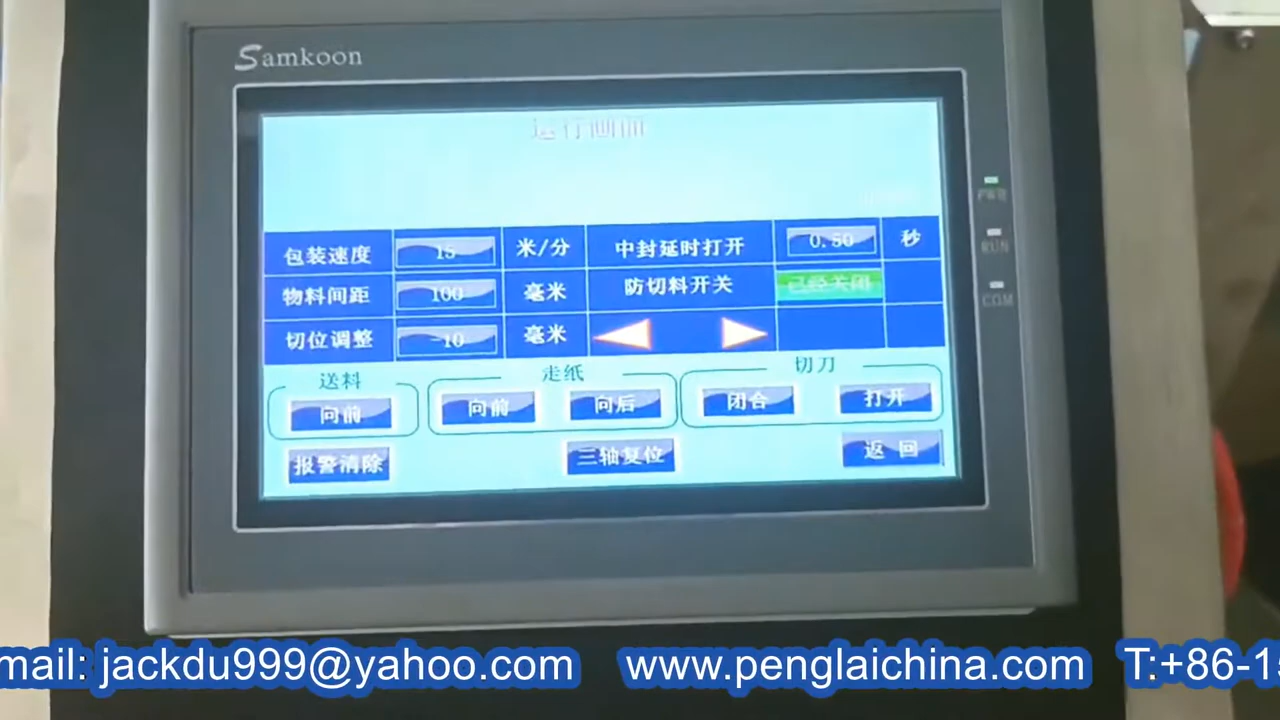 Samkoon
运行画面
包装速度 15 米/分 中封延时打开 0.50 秒
物料间距 100 毫米 防切料开关 已经关闭
切位调整 -10 毫米
送料 走纸 切刀
向前 向前 向后 闭合 打开
报警清除 三轴复位 返 回
PWR
RUN
COM
mail: jackdu999@yahoo.com www.penglaichina.com T:+86-15